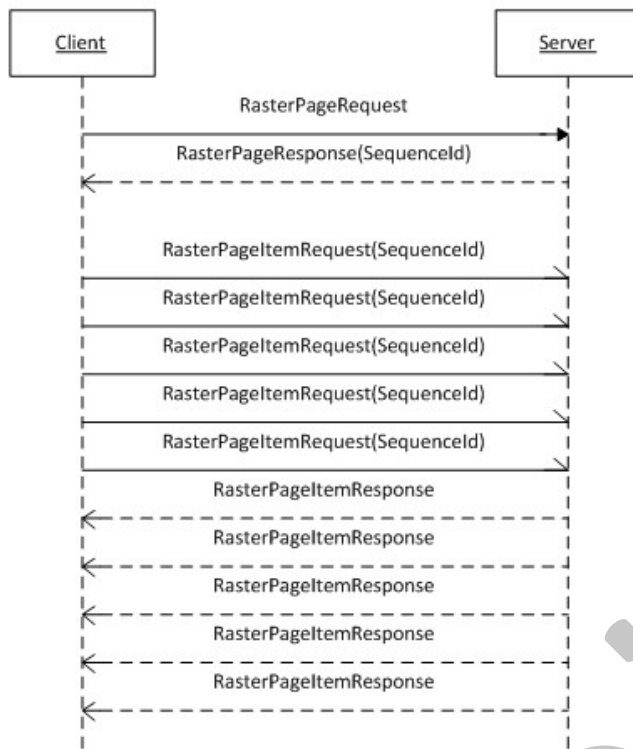 Client
Server
RasterPageRequest
RasterPageResponse(SequenceId)
RasterPageItemRequest(SequenceId)
RasterPageItemRequest(SequenceId)
RasterPageItemRequest(SequenceId)
RasterPageItemRequest(SequenceId)
RasterPageItemRequest(SequenceId)
RasterPageItemResponse
RasterPageItemResponse
RasterPageItemResponse
RasterPageItemResponse
RasterPageItemResponse